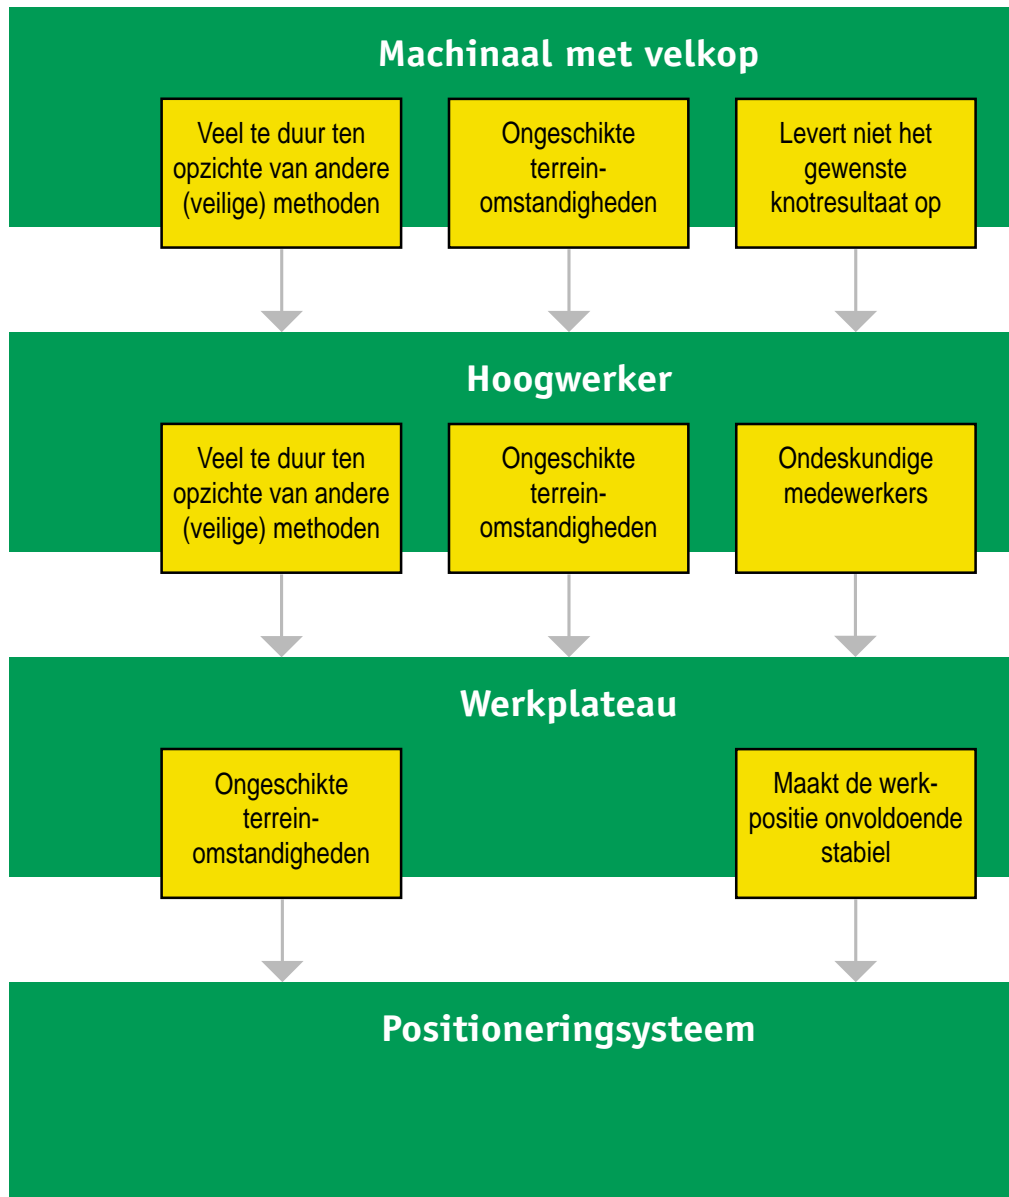 Machinaal met velkop
Veel te duur ten
opzichte van andere
(veilige) methoden
Ongeschikte
terrein-
omstandigheden
Levert niet het
gewenste
knotresultaat op
Hoogwerker
Veel te duur ten
opzichte van andere
(veilige) methoden
Ongeschikte
terrein-
omstandigheden
Ondeskundige
medewerkers
Werkplateau
Ongeschikte
terrein-
omstandigheden
Maakt de werk-
positie onvoldoende
stabiel
Positioneringsysteem